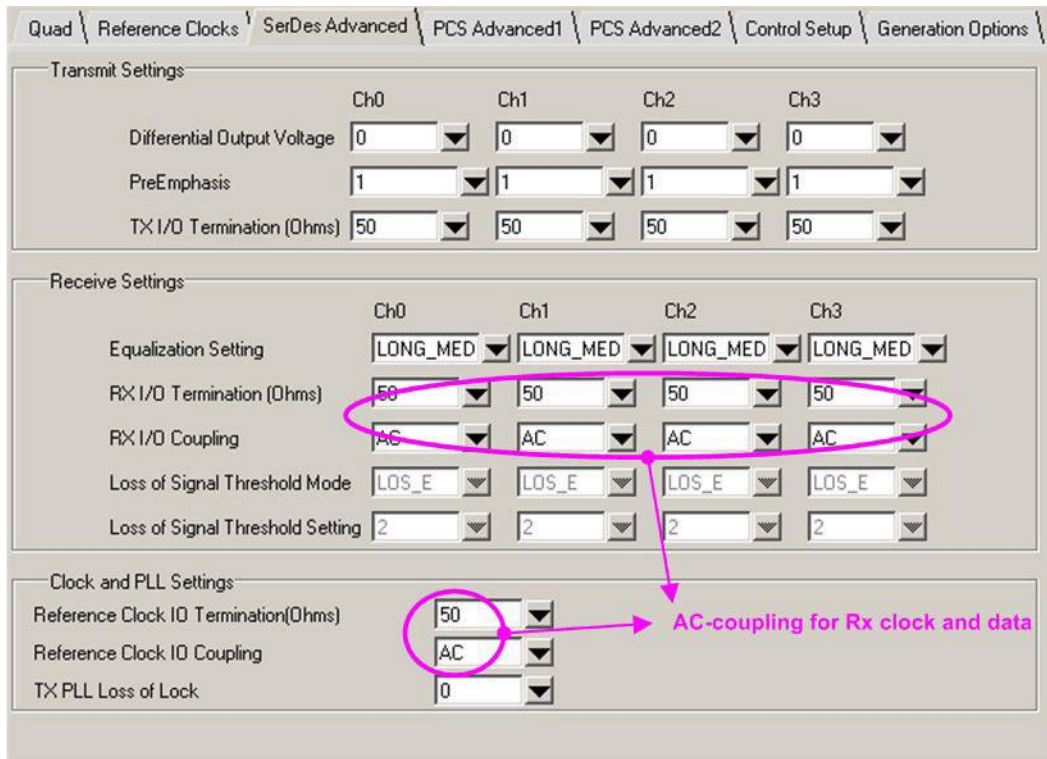 Quad Reference Clocks SerDes Advanced PCS Advanced1 PCS Advanced2 Control Setup Generation Options
Transmit Settings
Ch0 Ch1 Ch2 Ch3
Differential Output Voltage 0 0 0 0
PreEmphasis 1 1 1 1
TX I/O Termination (Ohms) 50 50 50 50
Receive Settings
Ch0 Ch1 Ch2 Ch3
Equalization Setting LONG_MED LONG_MED LONG_MED LONG_MED
RX I/O Termination (Ohms) 50 50 50 50
RX I/O Coupling AC AC AC AC
Loss of Signal Threshold Mode LOS_E LOS_E LOS_E LOS_E
Loss of Signal Threshold Setting 2 2 2 2
Clock and PLL Settings
Reference Clock IO Termination(Ohms) 50
AC-coupling for Rx clock and data
Reference Clock IO Coupling AC
TX PLL Loss of Lock 0